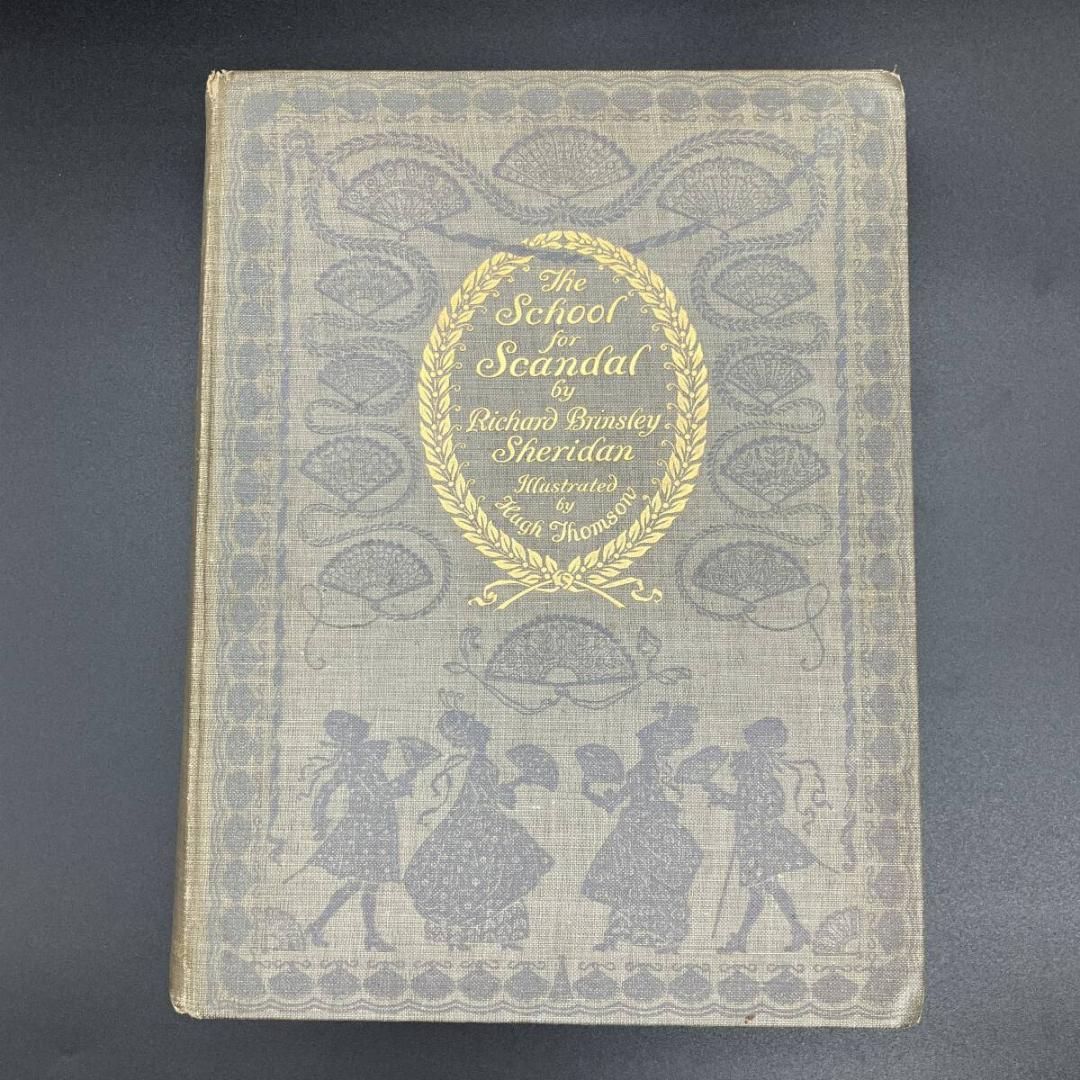 The
School
for
Scandal
by
Richard Brinsley
Sheridan
Illustrated
by
Hugh Thomson